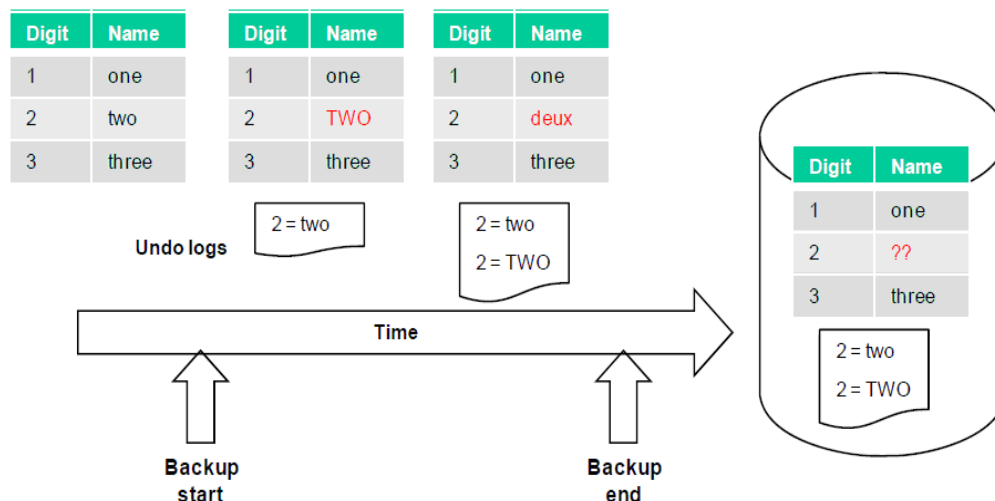 Digit Name
1 one
2 two
3 three
Digit Name
1 one
2 TWO
3 three
Digit Name
1 one
2 deux
3 three
Undo logs
2 = two
2 = two
2 = TWO
Time
Backup
start
Backup
end
Digit Name
1 one
2 ??
3 three
2 = two
2 = TWO